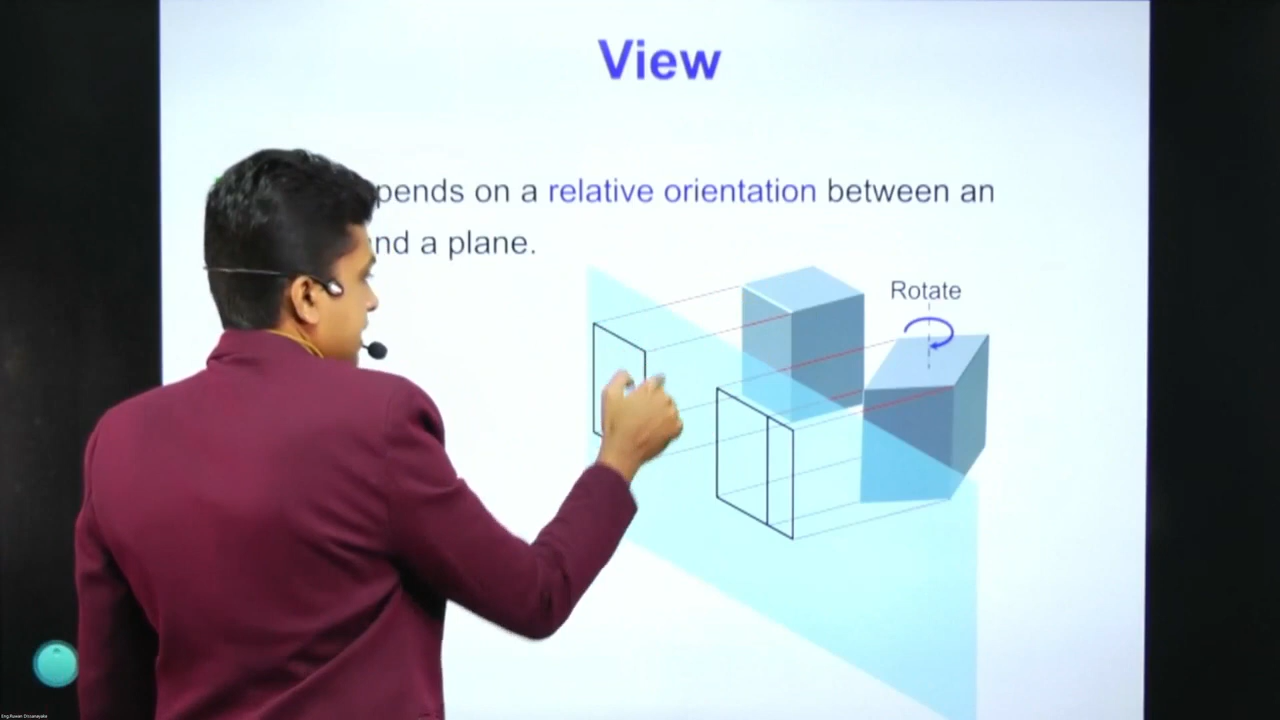 View
pends on a relative orientation between an
nd a plane.
Rotate